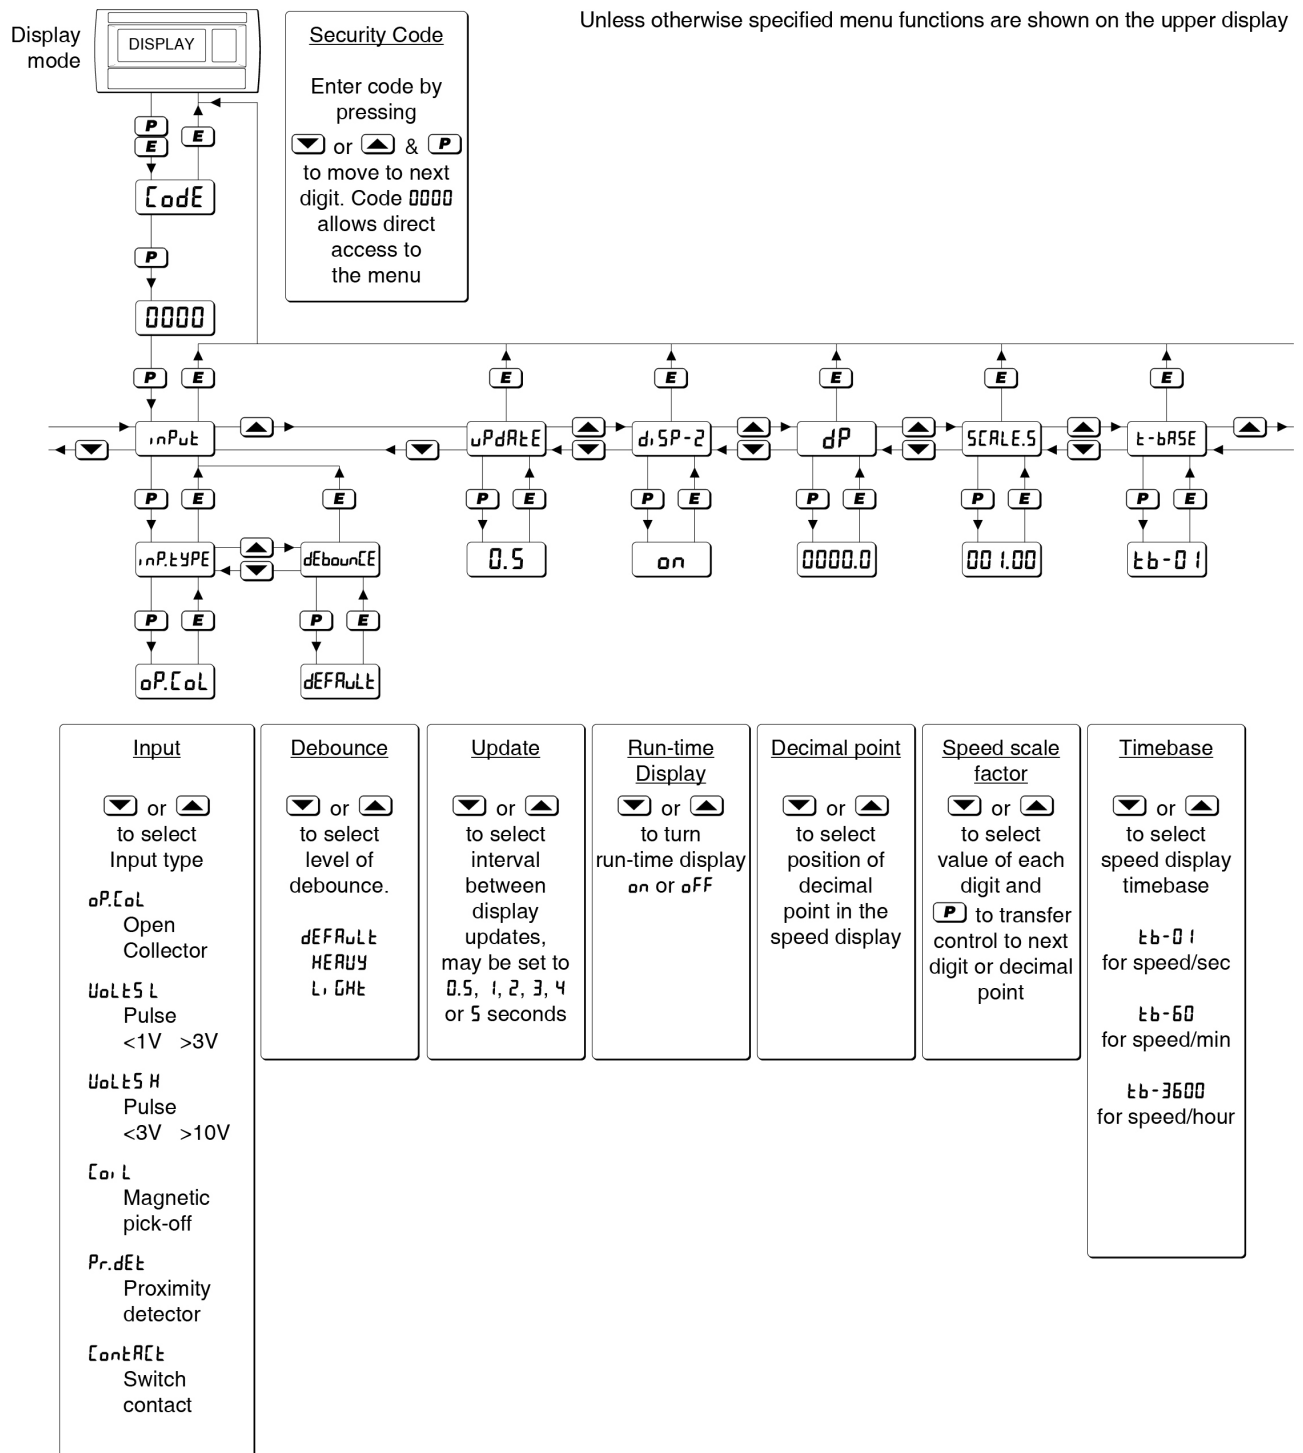 Unless otherwise specified menu functions are shown on the upper display
Display
mode
DISPLAY
P
E
E
CodE
P
0000
Security Code
Enter code by
pressing
or & P
to move to next
digit. Code 0000
allows direct
access to
the menu
P E E E E E E
inPut uPdAtE diSP-2 dP SCALE.S t-bASE
P E E P E P E P E P E P E
inP.tYPE dEbounCE 0.5 on 0000.0 001.00 tb-01
P E P E
oP.CoL dEFAuLt
Input
or
to select
Input type
oP.CoL
Open
Collector
VoLtS L
Pulse
<1V >3V
VoLtS H
Pulse
<3V >10V
CoiL
Magnetic
pick-off
Pr.dEt
Proximity
detector
ContACt
Switch
contact
Debounce
or
to select
level of
debounce.
dEFAuLt
HEAVY
LiGHt
Update
or
to select
interval
between
display
updates,
may be set to
0.5, 1, 2, 3, 4
or 5 seconds
Run-time
Display
or
to turn
run-time display
on or oFF
Decimal point
or
to select
position of
decimal
point in the
speed display
Speed scale
factor
or
to select
value of each
digit and
P to transfer
control to next
digit or decimal
point
Timebase
or
to select
speed display
timebase
tb-01
for speed/sec
tb-60
for speed/min
tb-3600
for speed/hour